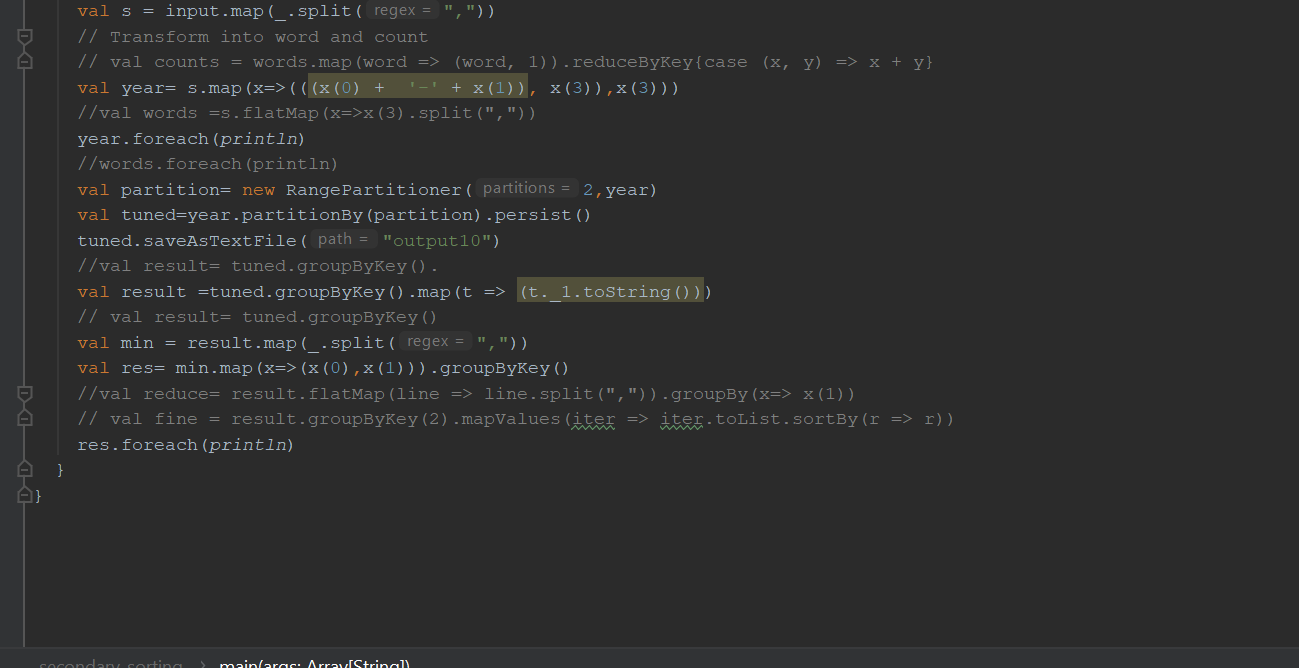 val s = input.map(_.split( regex = ","))
// Transform into word and count
// val counts = words.map(word => (word, 1)).reduceByKey{case (x, y) => x + y}
val year= s.map(x=>(((x(0) +  '-' + x(1)), x(3)),x(3)))
//val words =s.flatMap(x=>x(3).split(","))
year.foreach(println)
//words.foreach(println)
val partition= new RangePartitioner( partitions = 2,year)
val tuned=year.partitionBy(partition).persist()
tuned.saveAsTextFile( path = "output10")
//val result= tuned.groupByKey().
val result =tuned.groupByKey().map(t => (t._1.toString()))
// val result= tuned.groupByKey()
val min = result.map(_.split( regex = ","))
val res= min.map(x=>(x(0),x(1))).groupByKey()
//val reduce= result.flatMap(line => line.split(",")).groupBy(x=> x(1))
// val fine = result.groupByKey(2).mapValues(iter => iter.toList.sortBy(r => r))
res.foreach(println)
}
}
secondary_sorting > main(args: Array[String])